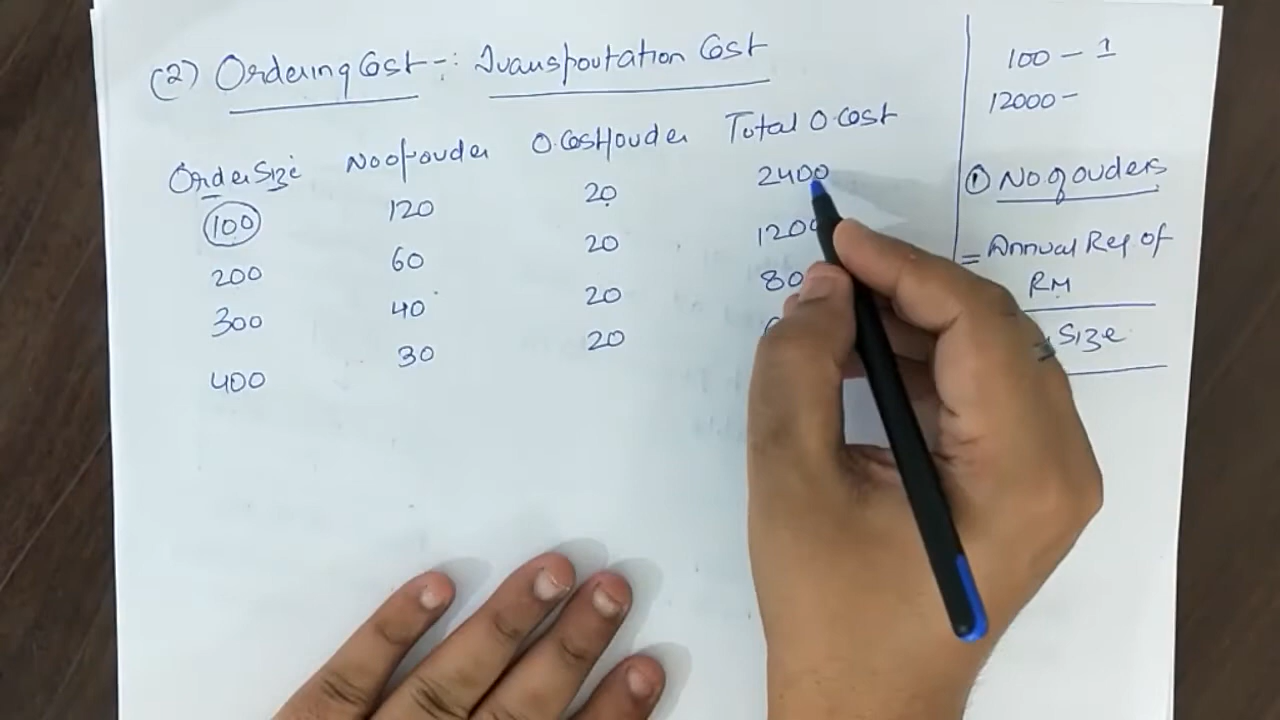 (2) Ordering Cost -: Transportation Cost
Order Size No of order O.Cost/order Total O.Cost
100 120 20 2400
200 60 20 1200
300 40 20 80
400 30 20
100 - 1
12000 -
① No of orders
= Annual Req of
RM
Size